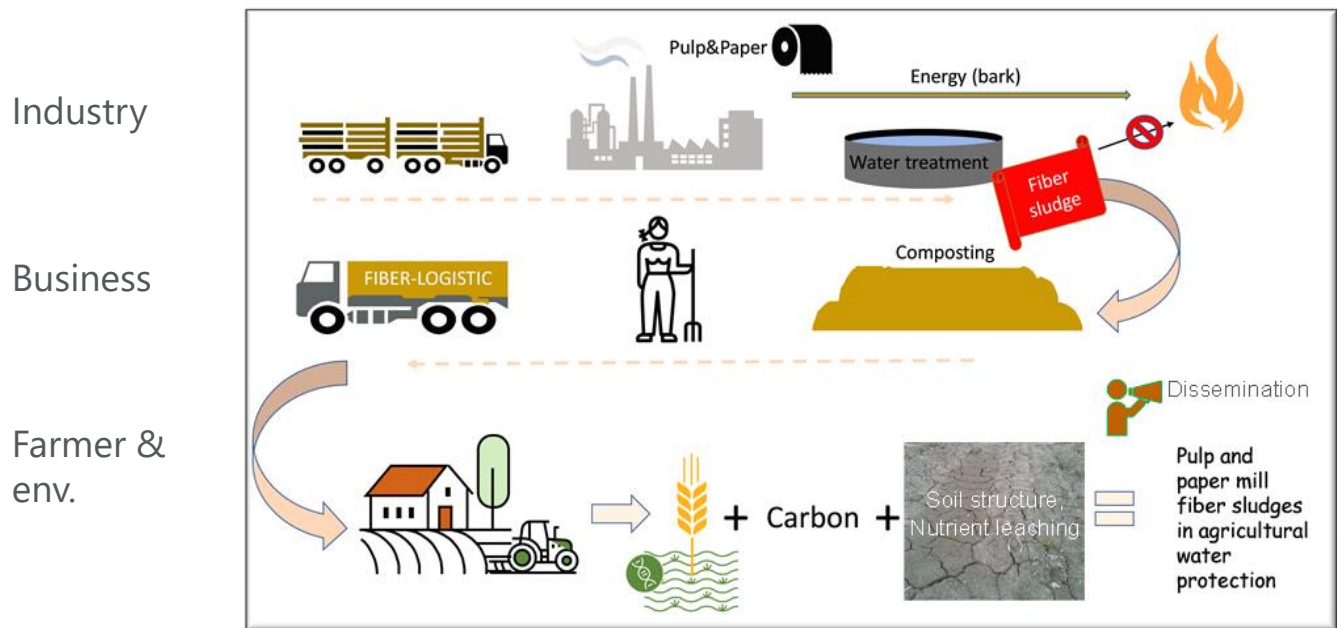 Industry
Pulp&Paper
Energy (bark)
Water treatment
Fiber
sludge
Business
FIBER-LOGISTIC
Composting
Farmer &
env.
Dissemination
+ Carbon +
Soil structure,
Nutrient leaching
=
Pulp and
paper mill
fiber sludges
in agricultural
water
protection